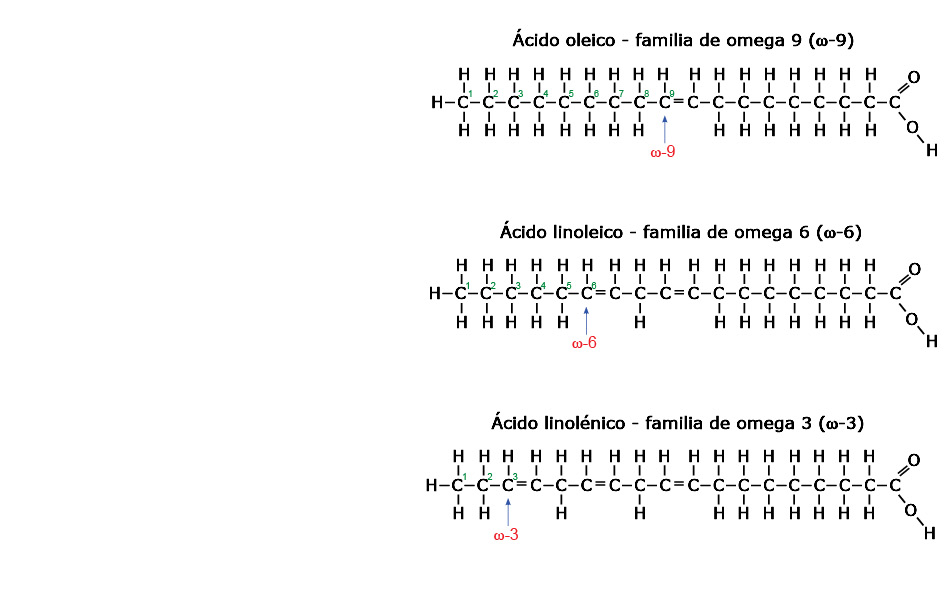 Ácido oleico - familia de omega 9 (ω-9)
H H H H H H H H H H H H H H H H H O
1 2 3 4 5 6 7 8 9
H–C–C–C–C–C–C–C–C–C=C–C–C–C–C–C–C–C–C
H H H H H H H H H H H H H H H O
ω-9 H
Ácido linoleico - familia de omega 6 (ω-6)
H H H H H H H H H H H H H H H H H O
1 2 3 4 5 6
H–C–C–C–C–C–C=C–C–C=C–C–C–C–C–C–C–C–C
H H H H H H H H H H H H H O
ω-6 H
Ácido linolénico - familia de omega 3 (ω-3)
H H H H H H H H H H H H H H H H H O
1 2 3
H–C–C–C=C–C–C=C–C–C=C–C–C–C–C–C–C–C–C
H H H H H H H H H H H O
ω-3 H